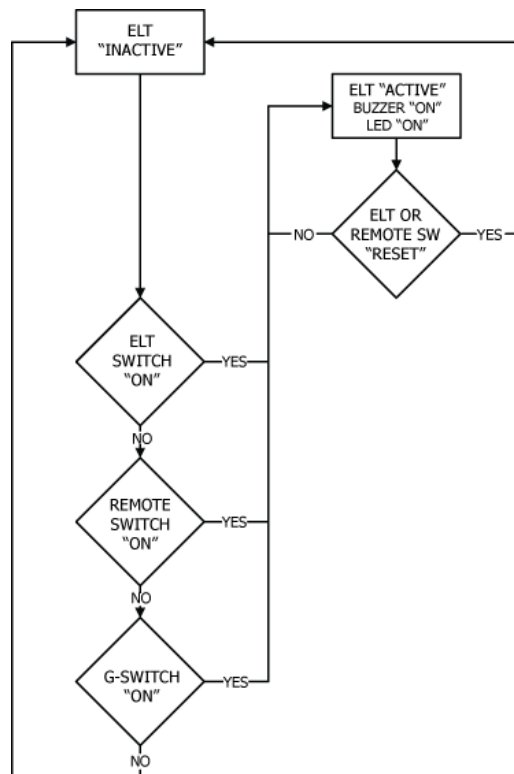 ELT
“INACTIVE”
ELT “ACTIVE”
BUZZER “ON”
LED “ON”
ELT OR
REMOTE SW
“RESET”
NO
YES
ELT
SWITCH
“ON”
YES
NO
REMOTE
SWITCH
“ON”
YES
NO
G-SWITCH
“ON”
YES
NO